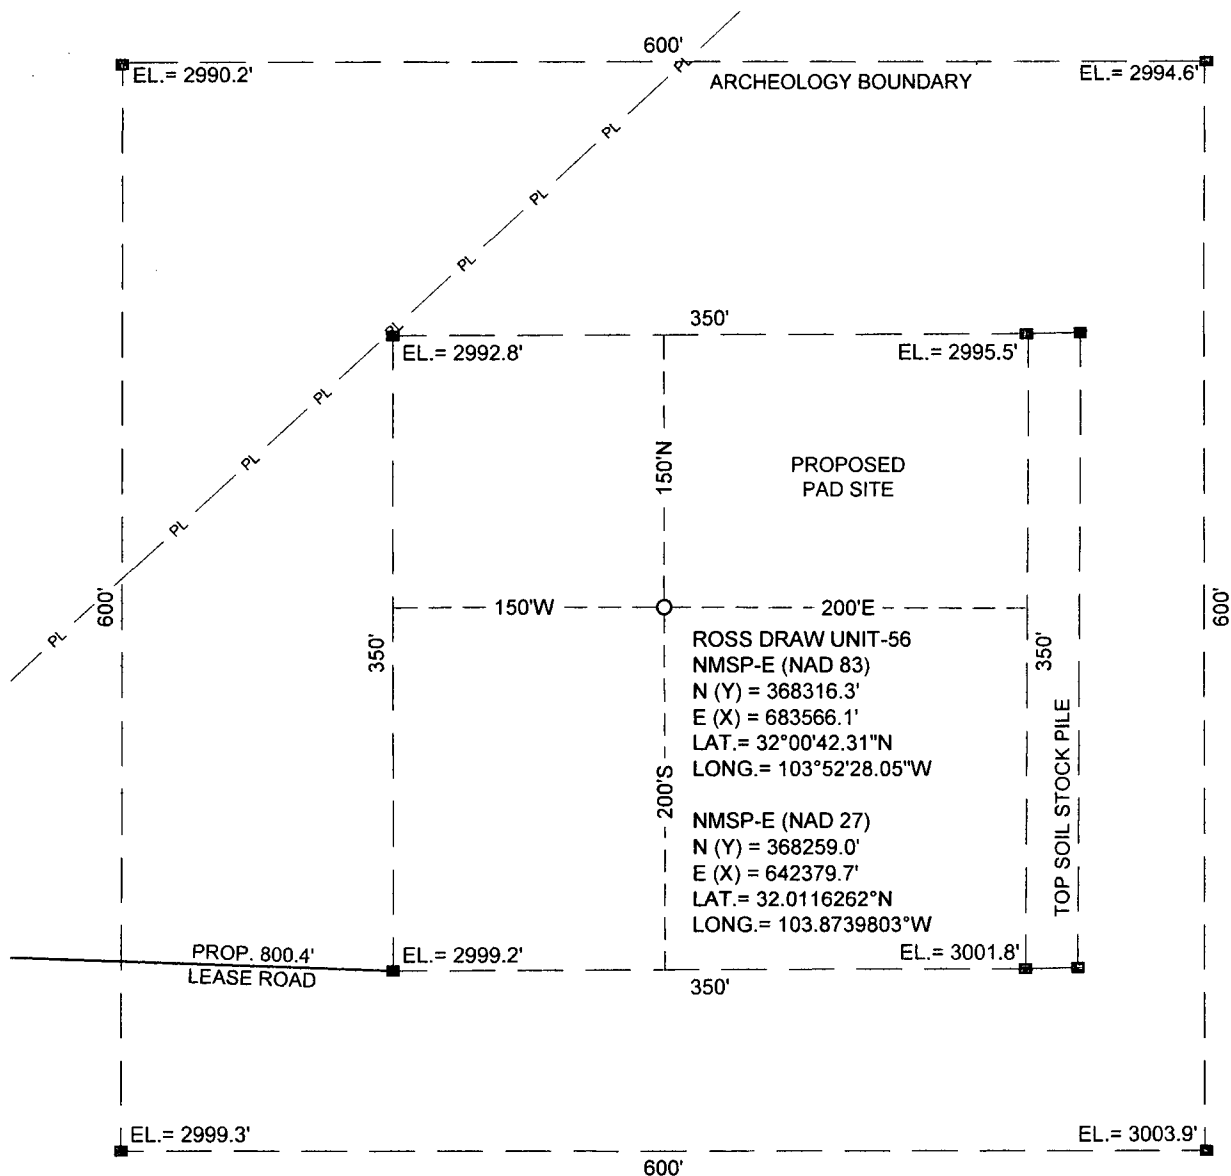 600'
EL.= 2990.2'
PL
EL.= 2994.6'
ARCHEOLOGY BOUNDARY
PL
PL
PL
PL
350'
EL.= 2992.8'
EL.= 2995.5'
PL
PL
PL
PL
150'N
PROPOSED
PAD SITE
600'
150'W
200'E
600'
350'
350'
ROSS DRAW UNIT-56
NMSP-E (NAD 83)
N (Y) = 368316.3'
E (X) = 683566.1'
LAT.= 32°00'42.31"N
LONG.= 103°52'28.05"W
200'S
TOP SOIL STOCK PILE
NMSP-E (NAD 27)
N (Y) = 368259.0'
E (X) = 642379.7'
LAT.= 32.0116262°N
LONG.= 103.8739803°W
PROP. 800.4'
LEASE ROAD
EL.= 2999.2'
EL.= 3001.8'
350'
EL.= 2999.3'
EL.= 3003.9'
600'